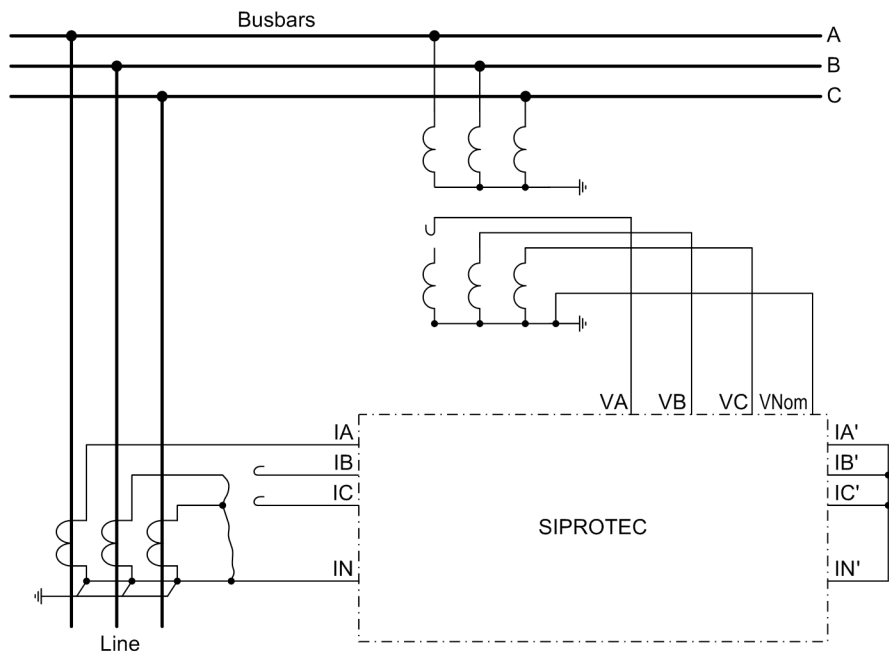 Busbars
A
B
C
VA VB VC VNom
IA IA'
IB IB'
IC IC'
SIPROTEC
IN IN'
Line